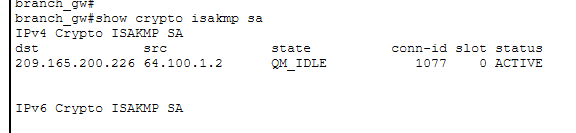 branch_gw#
branch_gw#show crypto isakmp sa
IPv4 Crypto ISAKMP SA
dst             src             state          conn-id slot status
209.165.200.226 64.100.1.2      QM_IDLE           1077    0 ACTIVE
IPv6 Crypto ISAKMP SA